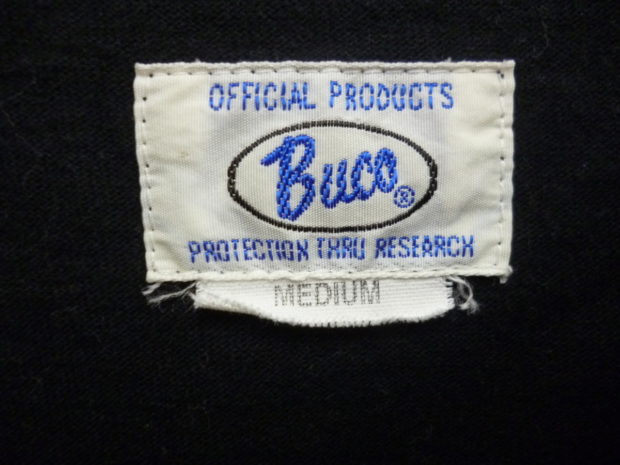 OFFICIAL PRODUCTS
Buco®
PROTECTION THRU RESEARCH
MEDIUM